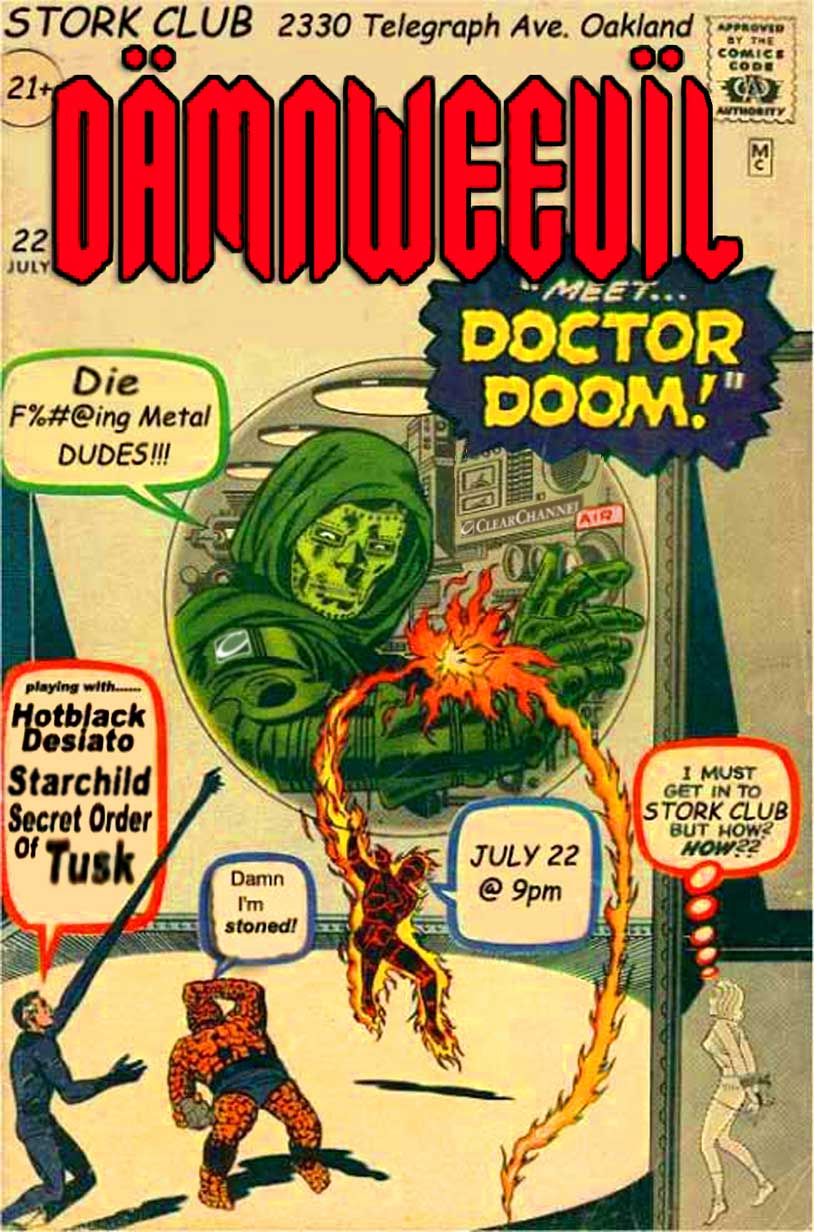 STORK CLUB 2330 Telegraph Ave. Oakland
APPROVED
BY THE
COMICS
CODE
CA
AUTHORITY
21+
DÄMNWEEVÏL
M
C
22
JULY
"MEET...
DOCTOR
DOOM!"
Die
F%#@ing Metal
DUDES!!!
CLEARCHANNEL
AIR
playing with......
Hotblack
Desiato
Starchild
Secret Order
Of Tusk
I MUST
GET IN TO
STORK CLUB
BUT HOW?
HOW??
JULY 22
@ 9pm
Damn
I'm
stoned!